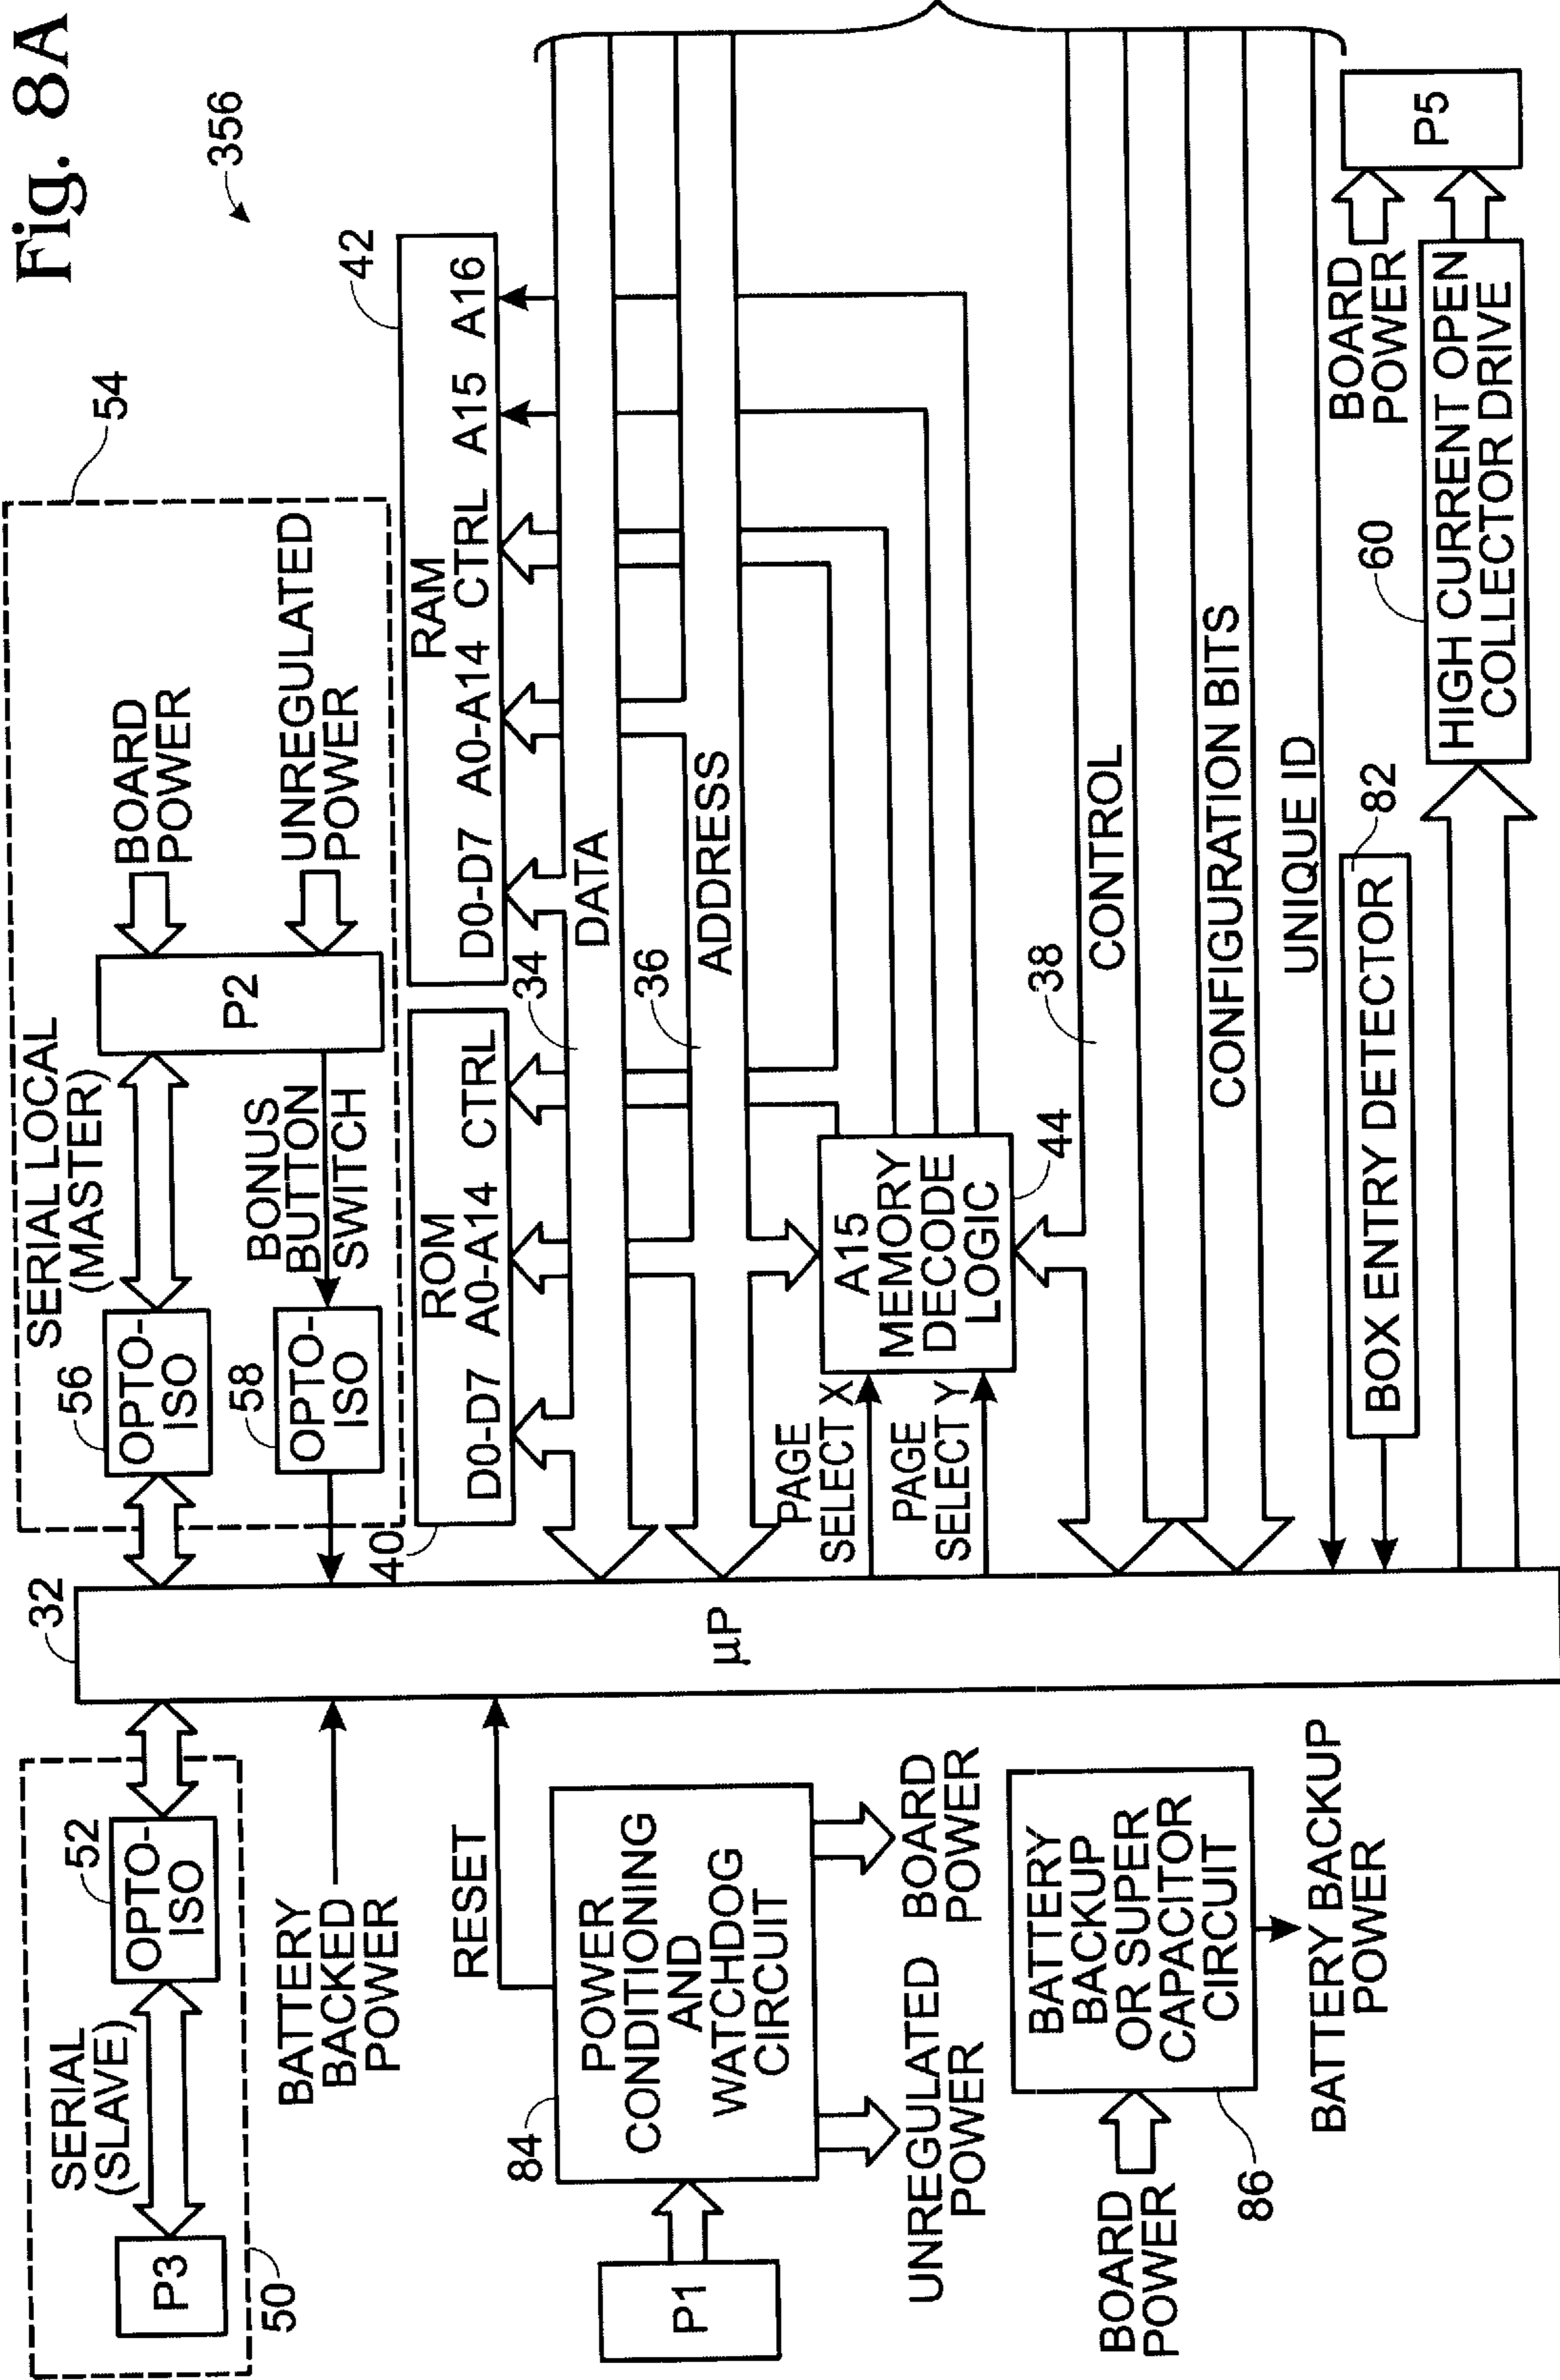 Fig. 8A
356
SERIAL
(SLAVE)
P3
52
OPTO-
ISO
50
BATTERY
BACKED
POWER
RESET
84
POWER
CONDITIONING
AND
WATCHDOG
CIRCUIT
P1
UNREGULATED
POWER
BOARD
POWER
BOARD
POWER
86
BATTERY
BACKUP
OR SUPER
CAPACITOR
CIRCUIT
BATTERY BACKUP
POWER
32
µP
54
SERIAL LOCAL
(MASTER)
56
OPTO-
ISO
58
OPTO-
ISO
BONUS
BUTTON
SWITCH
P2
BOARD
POWER
UNREGULATED
POWER
40
ROM
D0-D7 A0-A14 CTRL
42
RAM
D0-D7 A0-A14 CTRL A15 A16
34
DATA
36
ADDRESS
PAGE
SELECT X
PAGE
SELECT Y
A15
MEMORY
DECODE
LOGIC
44
38
CONTROL
CONFIGURATION BITS
UNIQUE ID
BOX ENTRY DETECTOR
82
60
HIGH CURRENT OPEN
COLLECTOR DRIVE
BOARD
POWER
P5